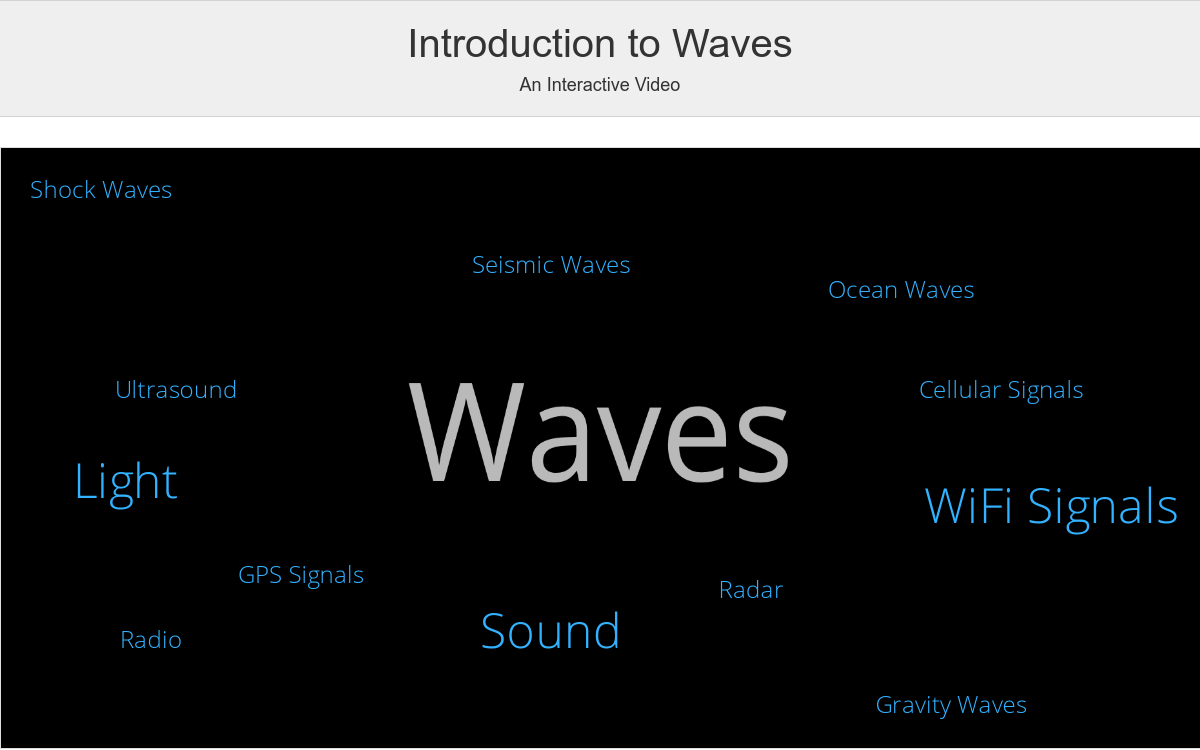 Introduction to Waves
An Interactive Video
Shock Waves
Seismic Waves
Ocean Waves
Ultrasound
Cellular Signals
Waves
Light
WiFi Signals
GPS Signals
Radar
Sound
Radio
Gravity Waves